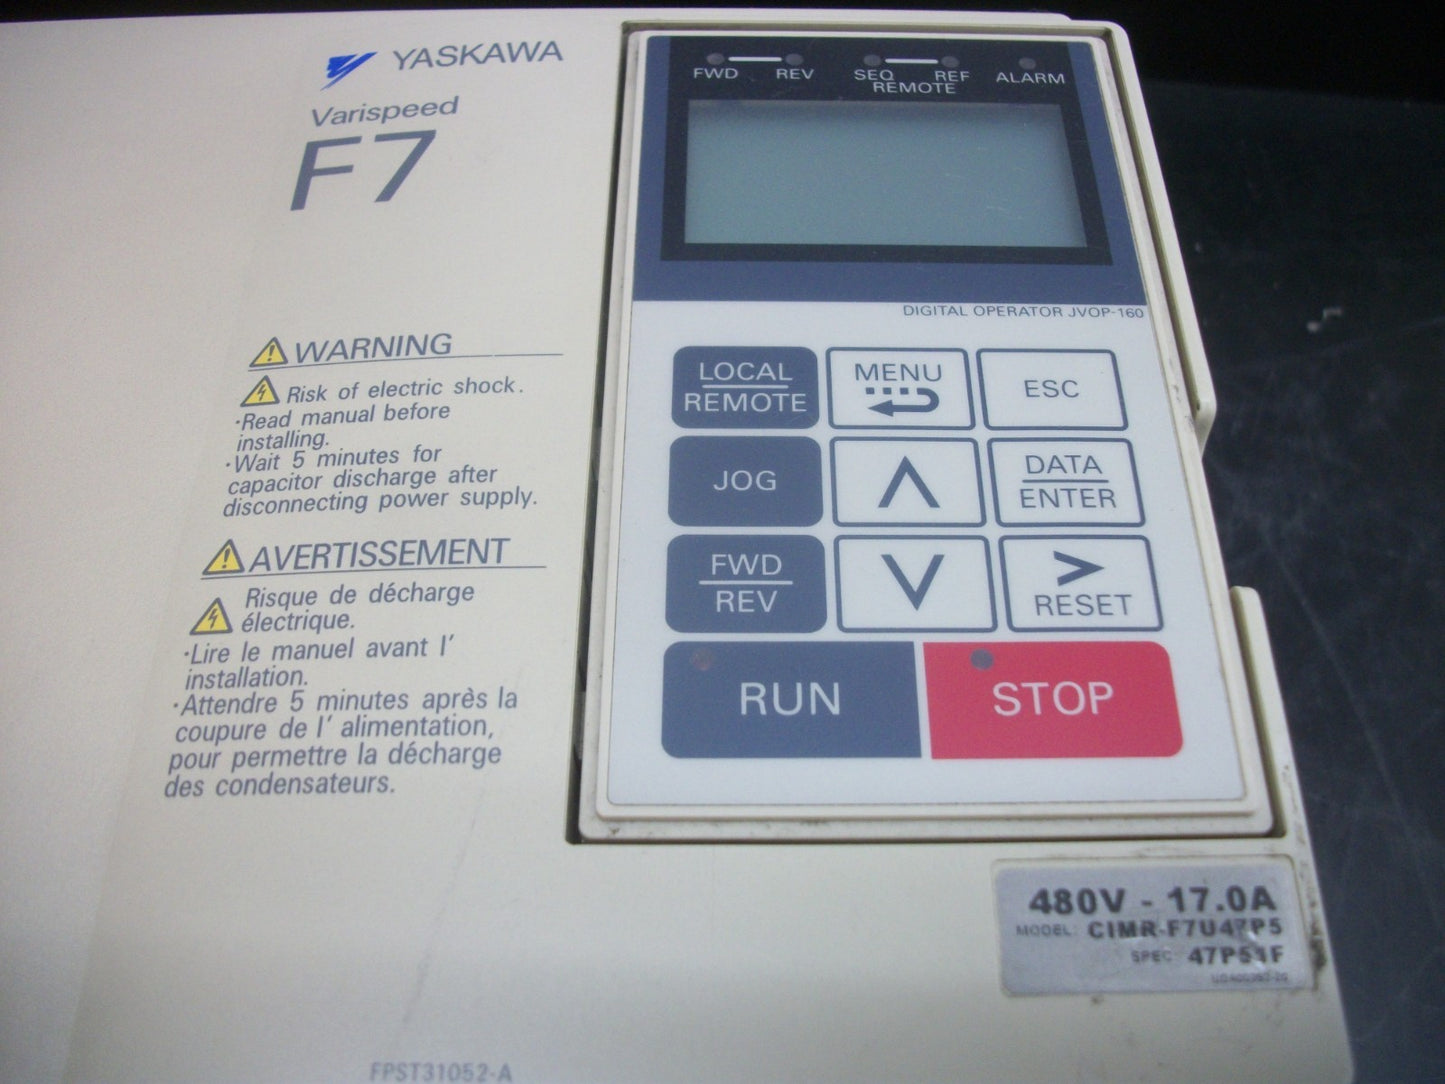 YASKAWA
Varispeed
F7
WARNING
Risk of electric shock.
·Read manual before
installing.
·Wait 5 minutes for
capacitor discharge after
disconnecting power supply.
AVERTISSEMENT
Risque de décharge
électrique.
·Lire le manuel avant l'
installation.
·Attendre 5 minutes après la
coupure de l' alimentation,
pour permettre la décharge
des condensateurs.
FPST31052-A
FWD REV SEQ REF ALARM
REMOTE
DIGITAL OPERATOR JVOP-160
LOCAL
REMOTE
MENU
ESC
JOG
DATA
ENTER
FWD
REV
>
RESET
RUN
STOP
480V - 17.0A
MODEL: CIMR-F7U47P5
SPEC: 47P51F